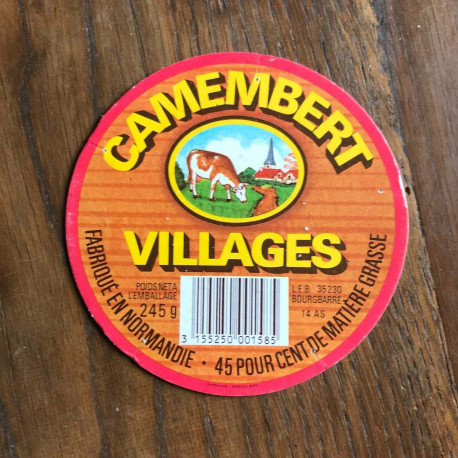 CAMEMBERT
VILLAGES
POIDS NET A
L'EMBALLAGE
245 g
L.E.B. 35230
BOURGBARRÉ
14 AS
3 155250 001585
FABRIQUÉ EN NORMANDIE • 45 POUR CENT DE MATIÈRE GRASSE